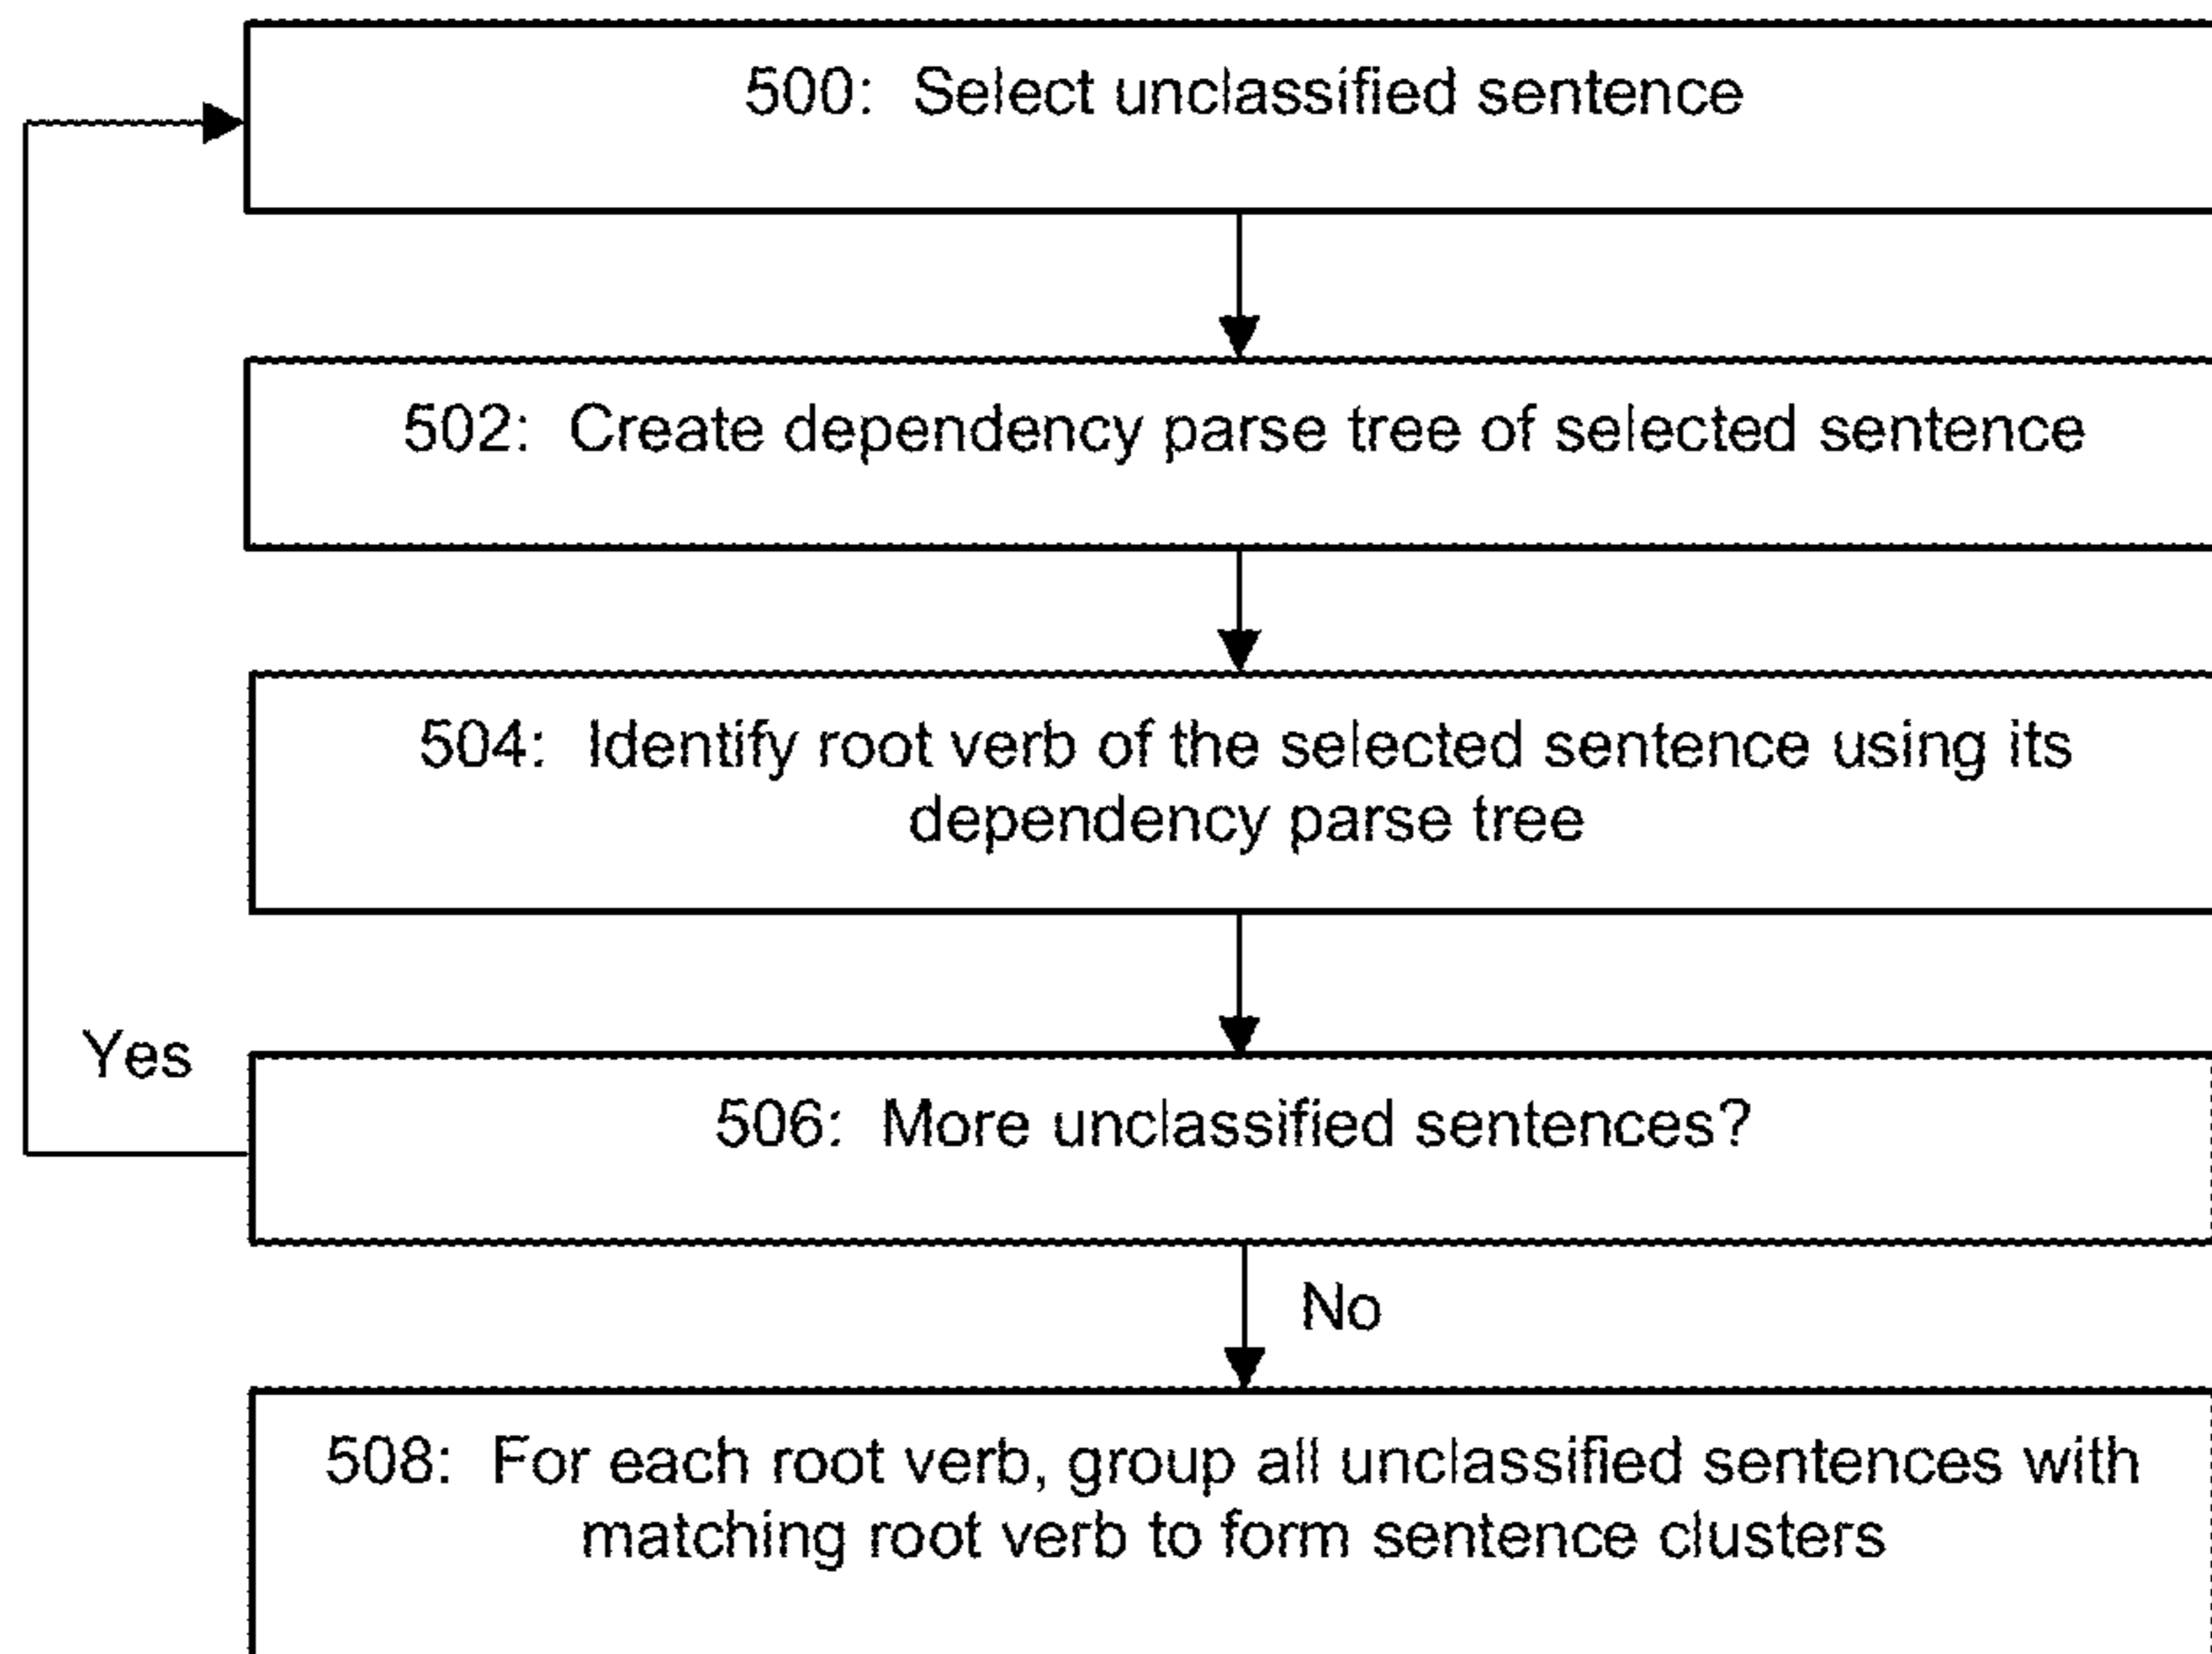 500: Select unclassified sentence
502: Create dependency parse tree of selected sentence
504: Identify root verb of the selected sentence using its
dependency parse tree
Yes
506: More unclassified sentences?
No
508: For each root verb, group all unclassified sentences with
matching root verb to form sentence clusters